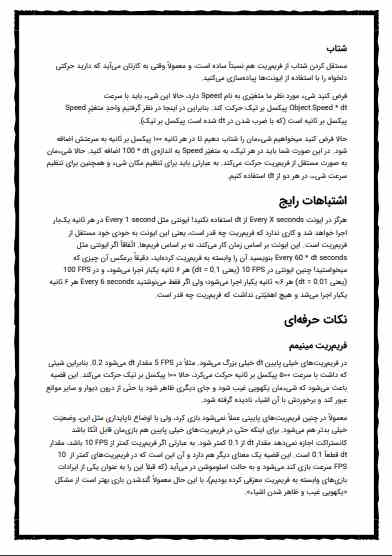 شتاب
مستقل کردن شتاب از فریم‌ریت هم نسبتاً ساده است، و معمولاً وقتی به کارتان می‌آید که دارید حرکتی
دلخواه را با استفاده از ایونت‌ها پیاده‌سازی می‌کنید.
فرض کنید شیء مورد نظر ما متغیّری به نام Speed دارد، حالا این شیء باید با سرعت
Object.Speed * dt پیکسل بر تیک حرکت کند. بنابراین در اینجا در نظر گرفتیم واحدِ متغیّر Speed
پیکسل بر ثانیه است (که با ضرب شدن در dt شده است پیکسل بر تیک).
حالا فرض کنید میخواهیم شیءمان را شتاب دهیم تا در هر ثانیه ۱۰۰ پیکسل بر ثانیه به سرعتش اضافه
شود. در این صورت شما باید در هر تیک، به متغیّر Speed به اندازه‌ی 100 * dt اضافه کنید. حالا شیءمان
به صورت مستقل از فریم‌ریت حرکت می‌کند. به عبارتی باید برای تنظیم مکان شیء و همچنین برای تنظیم
سرعت شیء، در هر دو از dt استفاده کنیم.
اشتباهات رایج
هرگز در ایونت Every X seconds از dt استفاده نکنید! ایونتی مثل Every 1 second در هر ثانیه یک‌بار
اجرا خواهد شد و کاری ندارد که فریم‌ریت چه قدر است، یعنی این ایونت به خودی خود مستقل از
فریم‌ریت است. این ایونت بر اساس زمان کار می‌کند، نه بر اساس فریم‌ها. اتّفاقاً اگر ایونتی مثل
Every 60 * dt seconds بنویسید آن را وابسته به فریم‌ریت کرده‌اید، دقیقاً برعکس آن چیزی که
میخواستید! چنین ایونتی در 10 FPS (یعنی dt = 0.1) هر ۶ ثانیه یکبار اجرا می‌شود، و در 100 FPS
(یعنی dt = 0.01) هر ۰.۶ ثانیه یکبار اجرا می‌شود؛ ولی اگر فقط می‌نوشتید Every 6 seconds هر ۶ ثانیه
یکبار اجرا می‌شد و هیچ اهمّیّتی نداشت که فریم‌ریت چه قدر است.
نکات حرفه‌ای
فریم‌ریت مینیمم
در فریم‌ریت‌های خیلی پایین dt خیلی بزرگ می‌شود. مثلاً در 5 FPS مقدار dt می‌شود 0.2. بنابراین شیئی
که داشت با سرعت ۵۰۰ پیکسل بر ثانیه حرکت می‌کرد، حالا ۱۰۰ پیکسل بر تیک حرکت می‌کند. این قضیه
باعث می‌شود که شیءمان یکهویی غیب شود و جای دیگری ظاهر شود یا حتّی از درون دیوار و سایر موانع
عبور کند و برخوردش با آن اشیاء نادیده گرفته شود.
معمولاً در چنین فریم‌ریت‌های پایینی عملاً نمی‌شود بازی کرد، ولی با اوضاع ناپایداری مثل این، وضعیّت
خیلی بدتر هم می‌شود. برای اینکه حتّی در فریم‌ریت‌های خیلی پایین هم بازی‌مان قابل اتّکا باشد
کانستراکت اجازه نمی‌دهد مقدار dt از 0.1 کمتر شود. به عبارتی اگر فریم‌ریت کمتر از 10 FPS باشد، مقدار
dt قطعاً 0.1 است. این قضیه یک معنای دیگر هم دارد و آن این است که در فریم‌ریت‌های کمتر از 10
FPS سرعت بازی کند می‌شود و به حالت اسلوموشن در می‌آید (که قبلاً این را به عنوان یکی از ایرادات
بازی‌های وابسته به فریم‌ریت معرفی کرده بودیم)، با این حال معمولاً کُندشدن بازی بهتر است از مشکل
«یکهویی غیب و ظاهر شدن اشیاء».